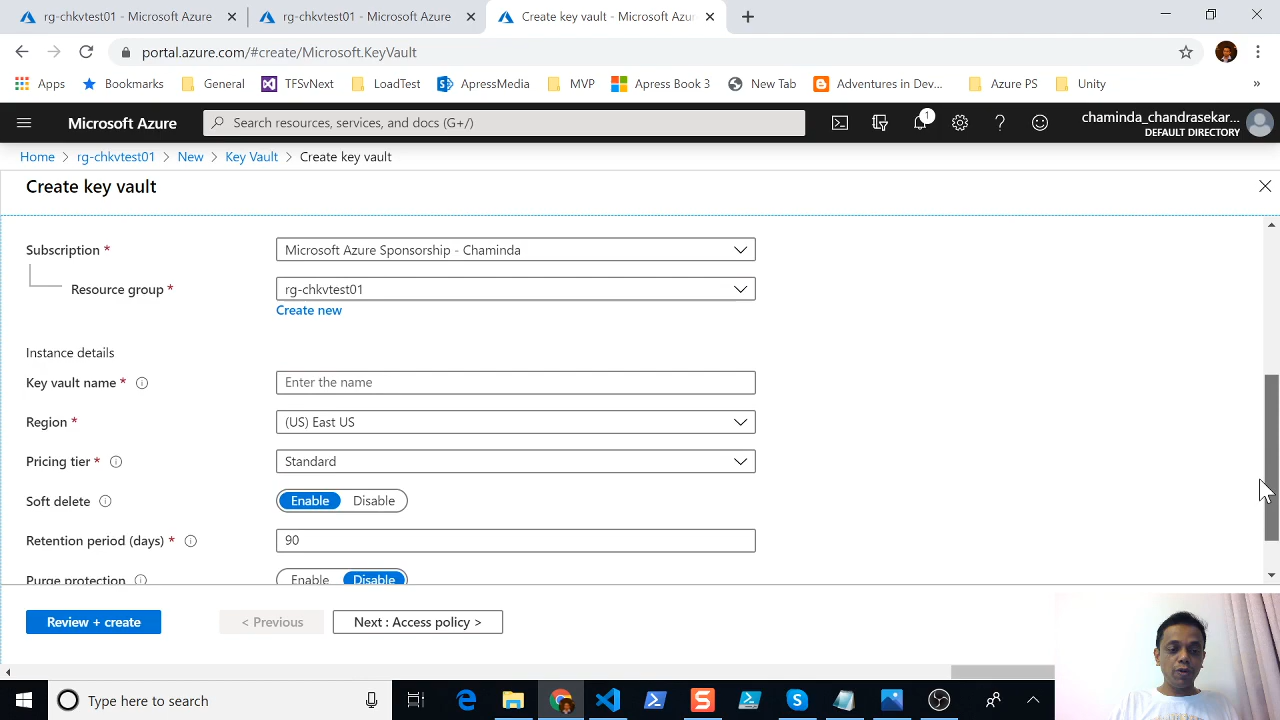 rg-chkvtest01 - Microsoft Azure
rg-chkvtest01 - Microsoft Azure
Create key vault - Microsoft Azu
portal.azure.com/#create/Microsoft.KeyVault
Apps
Bookmarks
General
TFSvNext
LoadTest
ApressMedia
MVP
Apress Book 3
New Tab
Adventures in Dev...
Azure PS
Unity
»
Microsoft Azure
Search resources, services, and docs (G+/)
1
chaminda_chandrasekar...
DEFAULT DIRECTORY
Home > rg-chkvtest01 > New > Key Vault > Create key vault
Create key vault
Subscription *
Microsoft Azure Sponsorship - Chaminda
Resource group *
rg-chkvtest01
Create new
Instance details
Key vault name *
Enter the name
Region *
(US) East US
Pricing tier *
Standard
Soft delete
Enable Disable
Retention period (days) *
90
Purge protection
Enable Disable
Review + create
< Previous
Next : Access policy >
Type here to search